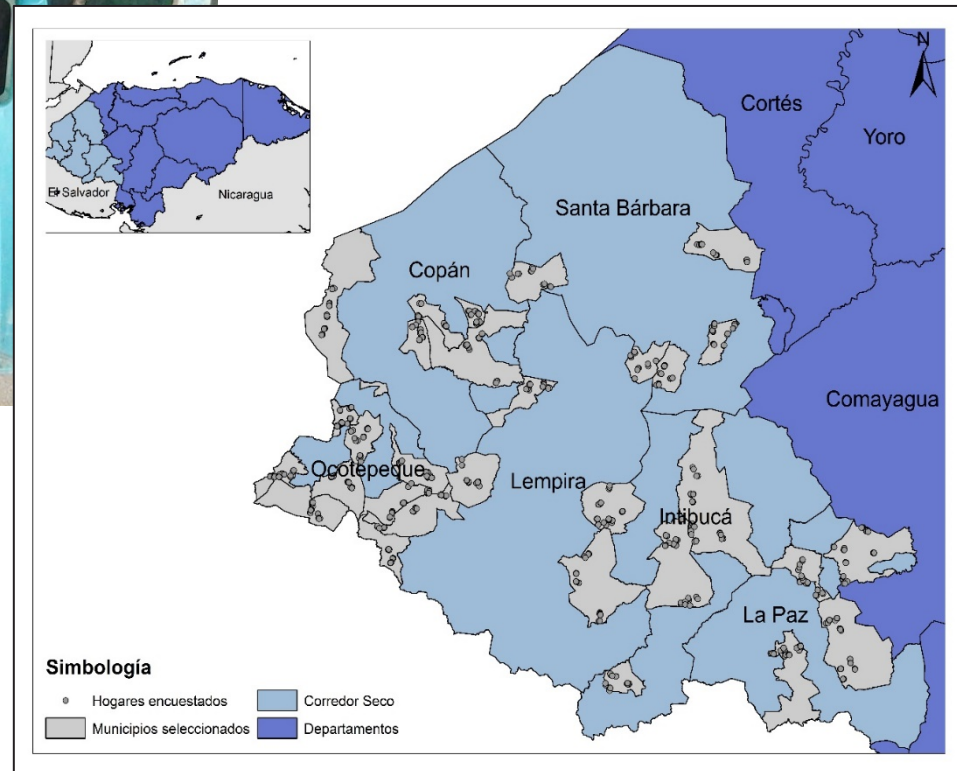 El Salvador
Nicaragua
N
Cortés
Yoro
Santa Bárbara
Copán
Comayagua
Ocotepeque
Lempira
Intibucá
La Paz
Simbología
Hogares encuestados
Corredor Seco
Municipios seleccionados
Departamentos